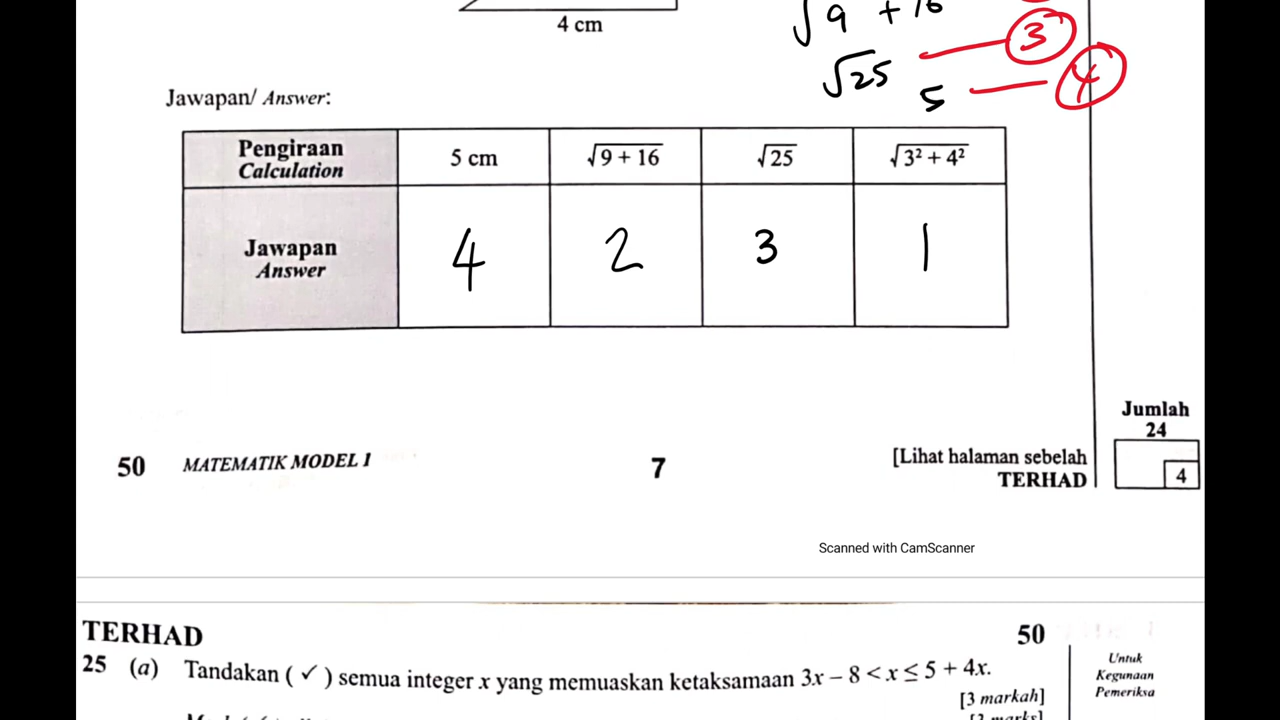 √9 + 16
4 cm
√25 3
5 4
Jawapan/ Answer:
Pengiraan
Calculation
5 cm
√9 + 16
√25
√3² + 4²
Jawapan
Answer
4
2
3
1
Jumlah
24
4
50 MATEMATIK MODEL 1
7
[Lihat halaman sebelah
TERHAD
Scanned with CamScanner
TERHAD
50
25 (a) Tandakan ( ✓ ) semua integer x yang memuaskan ketaksamaan 3x – 8 < x ≤ 5 + 4x.
[3 markah]
Untuk
Kegunaan
Pemeriksa